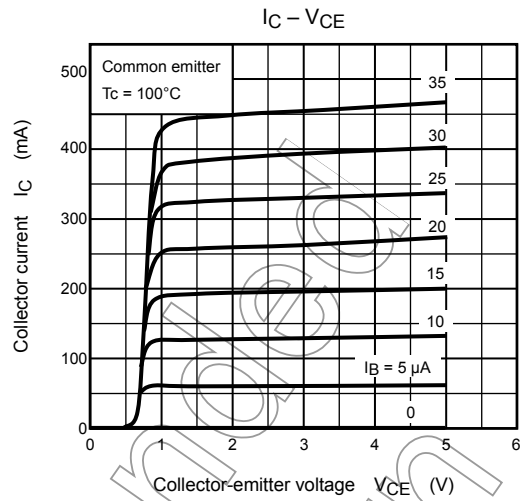 IC – VCE
500
400
300
200
100
0
Common emitter
Tc = 100°C
35
30
25
20
15
10
IB = 5 μA
0
0 1 2 3 4 5 6
Collector current IC (mA)
Collector-emitter voltage VCE (V)